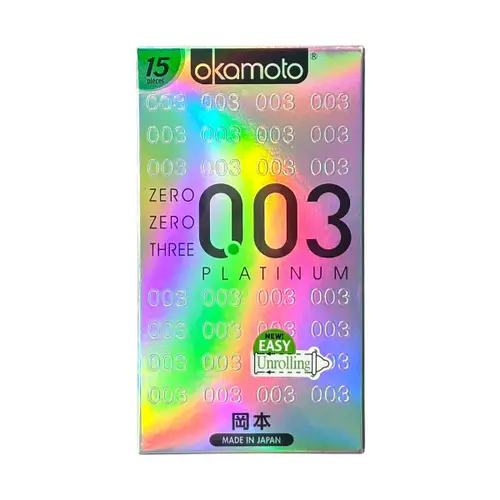 15
pieces
okamoto®
003 003 003 003
003 003 003 003
003 003 003 003
ZERO
ZERO
THREE
0.03
PLATINUM
003 003 003 003
003 003 003 003
NEW!
EASY
Unrolling
003 003 003 003
003 003 003 003
岡本
MADE IN JAPAN